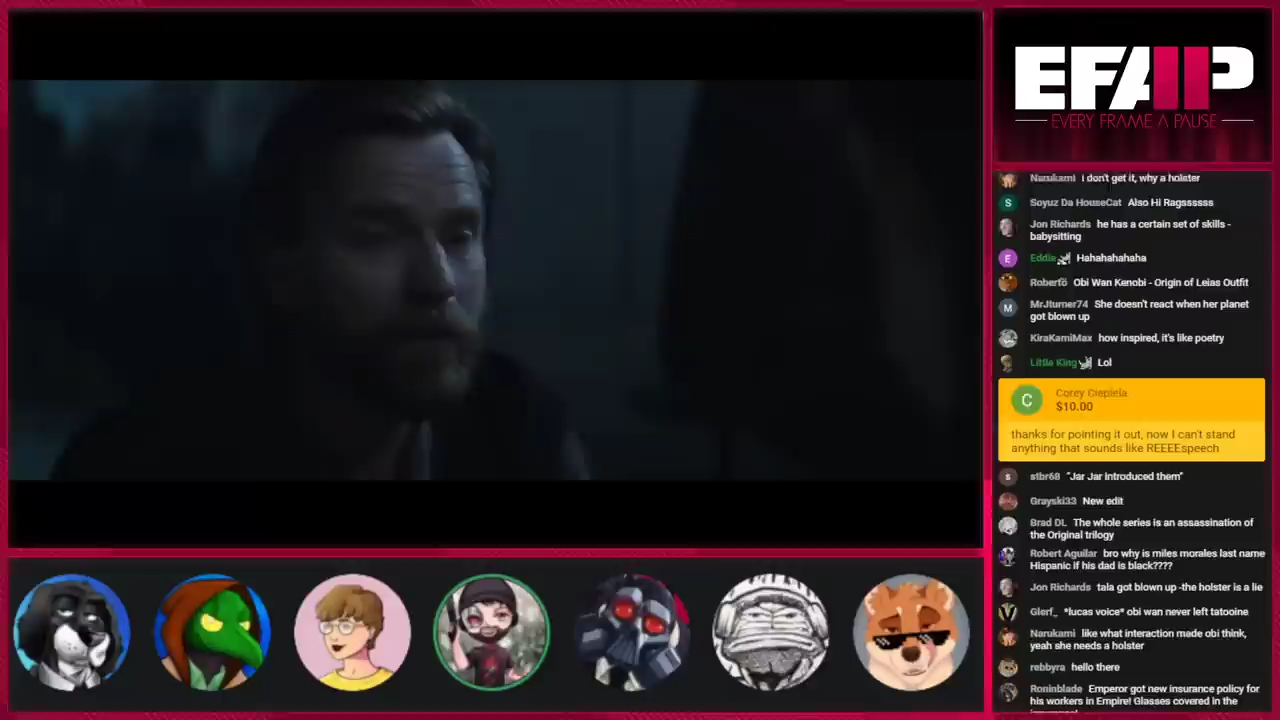 EFAP
EVERY FRAME A PAUSE
Narukami i don't get it, why a holster
S
Soyuz Da HouseCat Also Hi Ragssssss
Jon Richards he has a certain set of skills -
babysitting
E
Eddie Hahahahahaha
Roberfö Obi Wan Kenobi - Origin of Leias Outfit
M
MrJturner74 She doesn't react when her planet
got blown up
KiraKamiMax how inspired, it's like poetry
Little King Lol
C
Corey Cieplela
$10.00
thanks for pointing it out, now I can't stand
anything that sounds like REEEEspeech
s
stbr68 "Jar Jar introduced them"
Grayski33 New edit
Brad DL The whole series is an assassination of
the Original trilogy
Robert Aguilar bro why is miles morales last name
Hispanic if his dad is black????
Jon Richards tala got blown up -the holster is a lie
Glerf_ *lucas voice* obi wan never left tatooine
Narukami like what interaction made obi think,
yeah she needs a holster
rebbyra hello there
Roninblade Emperor got new insurance policy for
his workers in Empire! Glasses covered in the